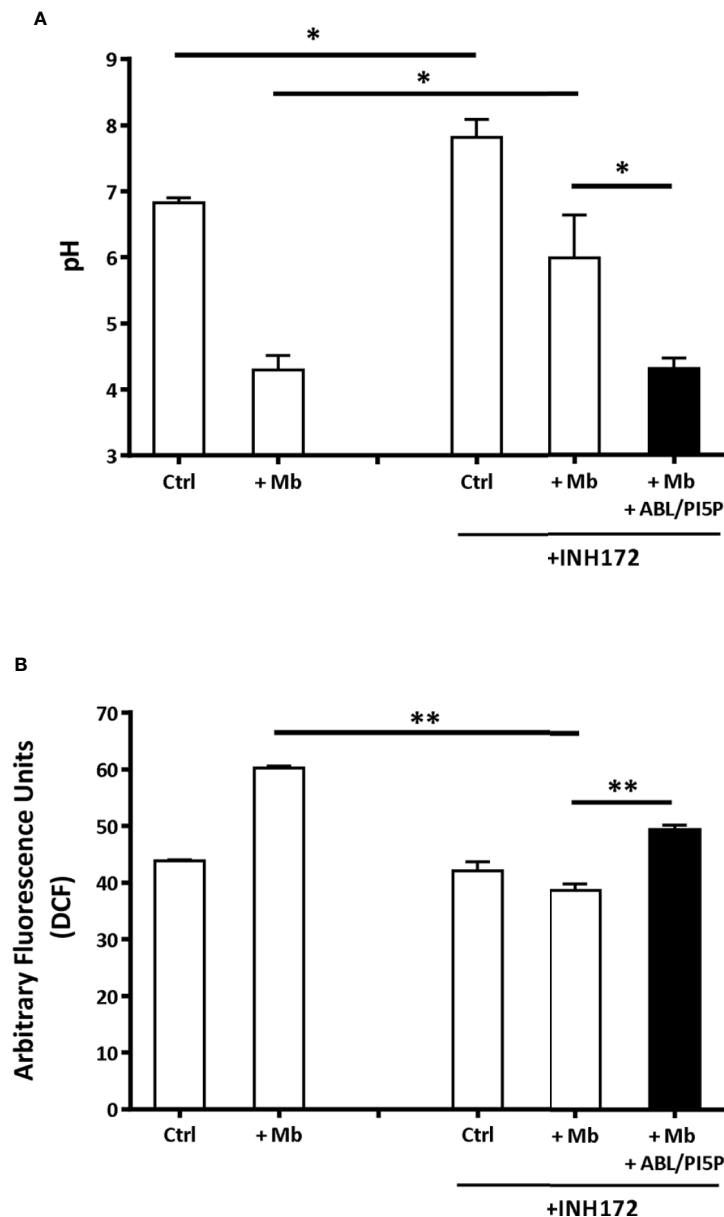 A
*
*
*
9
8
7
6
5
4
3
pH
Ctrl
+ Mb
Ctrl
+ Mb
+ Mb
+ ABL/PI5P
+INH172
B
**
**
70
60
50
40
30
20
10
0
Arbitrary Fluorescence Units
(DCF)
Ctrl
+ Mb
Ctrl
+ Mb
+ Mb
+ ABL/PI5P
+INH172